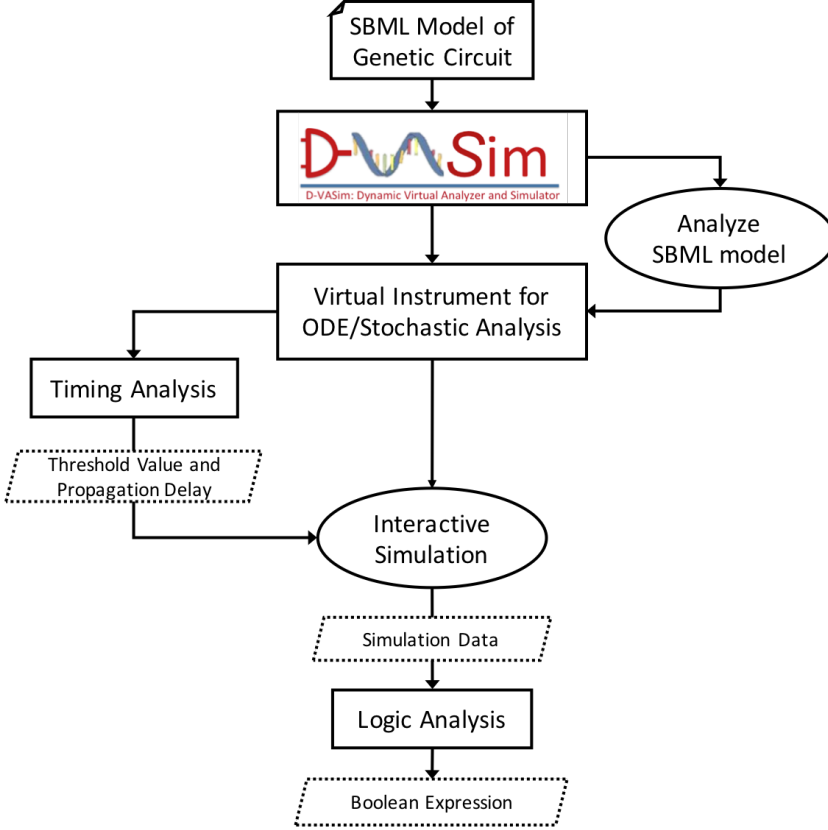 SBML Model of
Genetic Circuit
D-VASim
D-VASim: Dynamic Virtual Analyzer and Simulator
Analyze
SBML model
Virtual Instrument for
ODE/Stochastic Analysis
Timing Analysis
Threshold Value and
Propagation Delay
Interactive
Simulation
Simulation Data
Logic Analysis
Boolean Expression